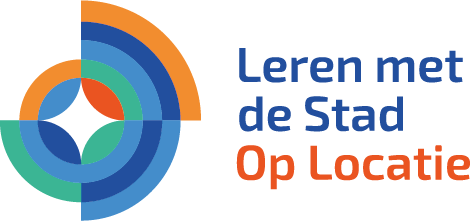 Leren met
de Stad
Op Locatie